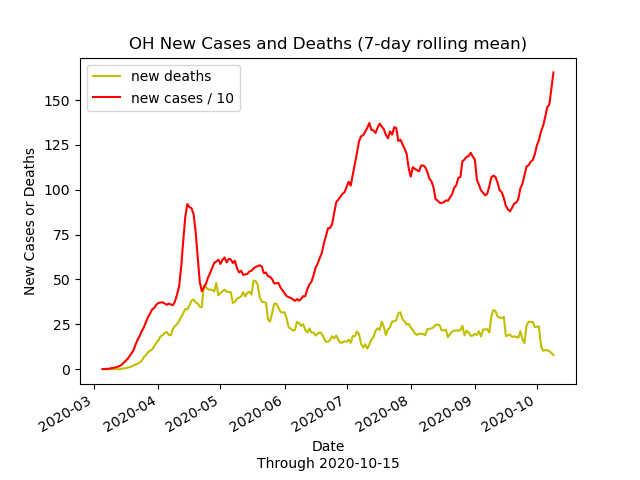 OH New Cases and Deaths (7-day rolling mean)
new deaths
new cases / 10
New Cases or Deaths
150
125
100
75
50
25
0
2020-03
2020-04
2020-05
2020-06
2020-07
2020-08
2020-09
2020-10
Date
Through 2020-10-15